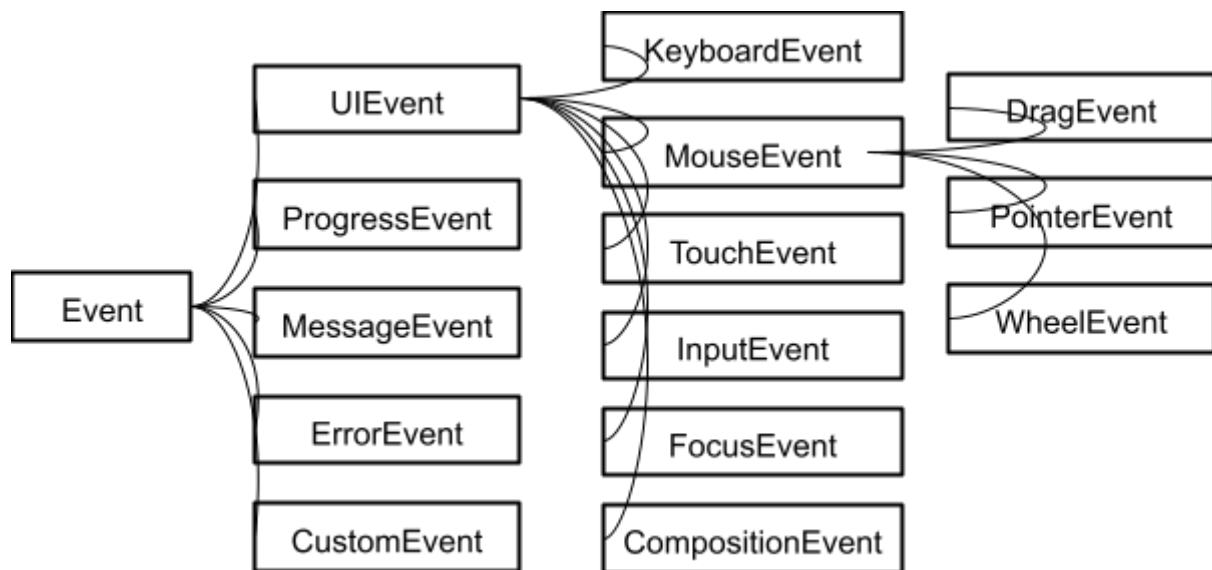 Event
UIEvent
ProgressEvent
MessageEvent
ErrorEvent
CustomEvent
KeyboardEvent
MouseEvent
TouchEvent
InputEvent
FocusEvent
CompositionEvent
DragEvent
PointerEvent
WheelEvent